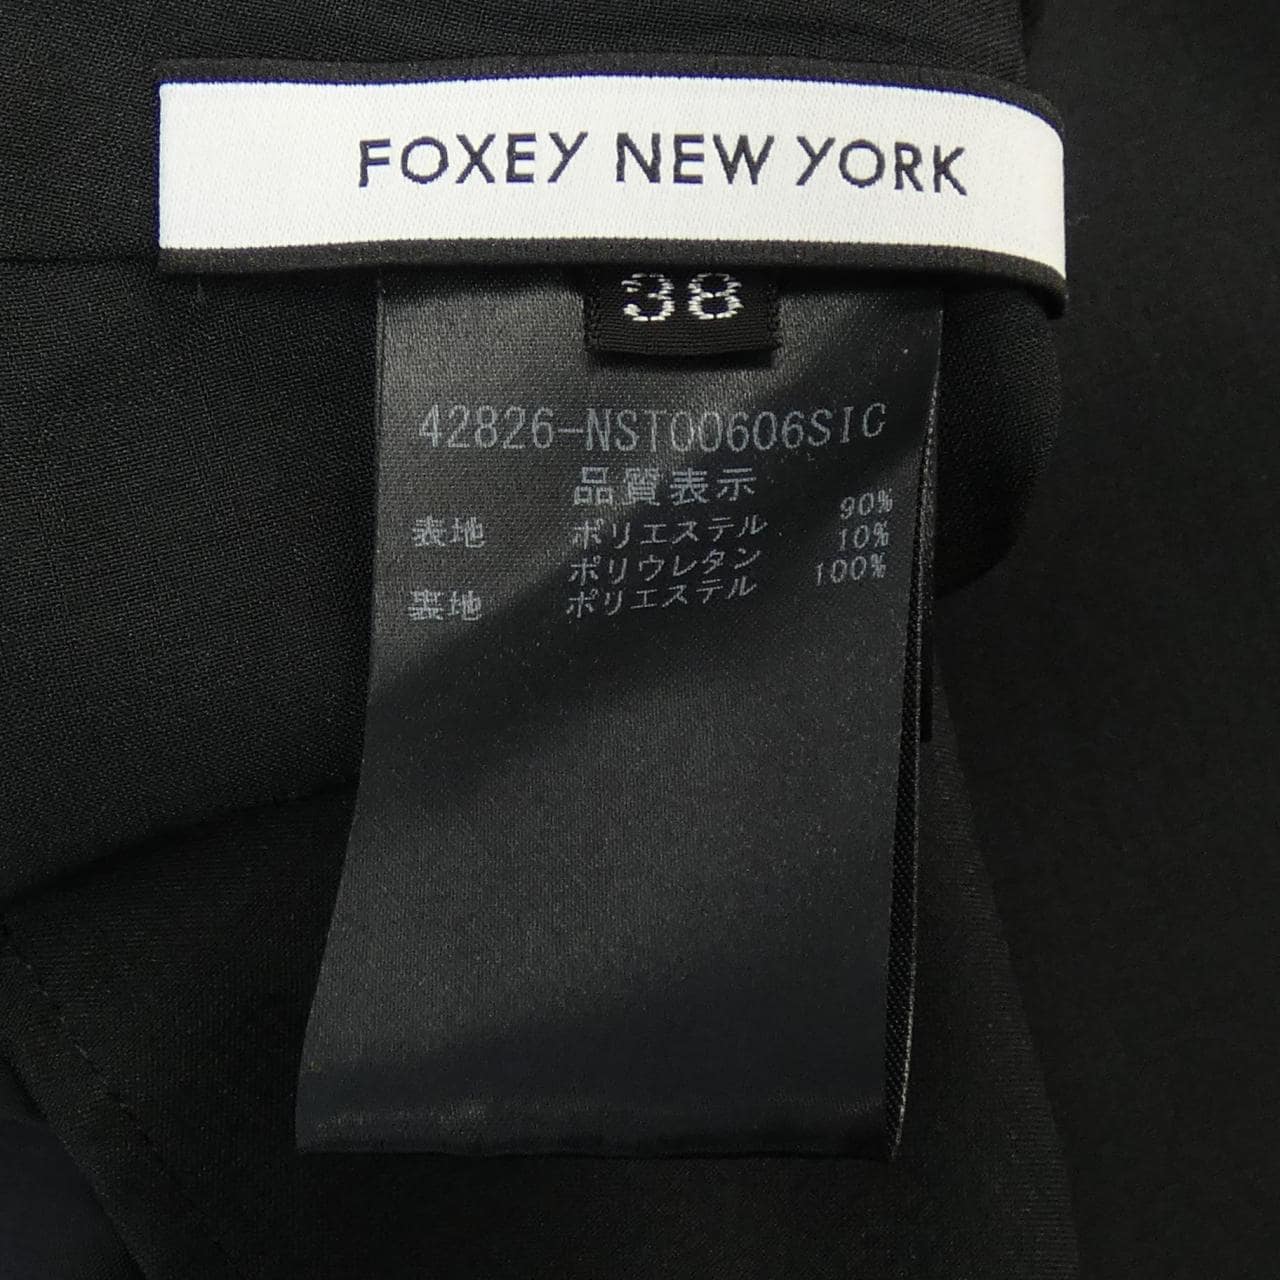 FOXEY NEW YORK
38
42826-NST00606SIC
品質表示
表地 ポリエステル 90%
ポリウレタン 10%
裏地 ポリエステル 100%